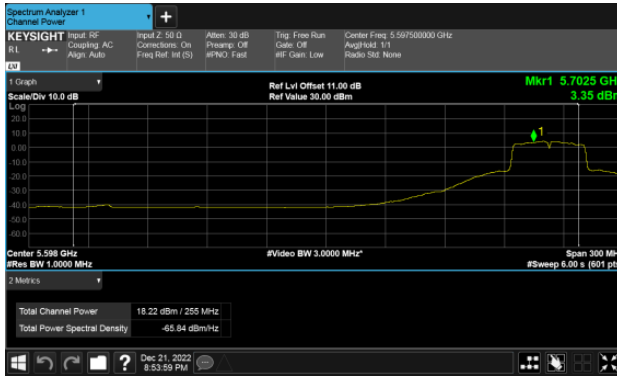 Spectrum Analyzer 1
Channel Power
+
KEYSIGHT
Input: RF
Input Z: 50 Ω
Atten: 30 dB
Trig: Free Run
Center Freq: 5.597500000 GHz
RL
Coupling: AC
Corrections: On
Preamp: Off
Gate: Off
Avg|Hold: 1/1
Align: Auto
Freq Ref: Int (S)
#PNO: Fast
#IF Gain: Low
Radio Std: None
LXI
1 Graph
Ref Lvl Offset 11.00 dB
Mkr1 5.7025 GH
Scale/Div 10.0 dB
Ref Value 30.00 dBm
3.35 dBr
Log
20.0
10.0
1
0.00
-10.0
-20.0
-30.0
-40.0
-50.0
-60.0
Center 5.598 GHz
#Video BW 3.0000 MHz*
Span 300 MH
#Res BW 1.0000 MHz
#Sweep 6.00 s (601 pts
2 Metrics
Total Channel Power
18.22 dBm / 255 MHz
Total Power Spectral Density
-65.84 dBm/Hz
?
Dec 21, 2022
8:53:59 PM